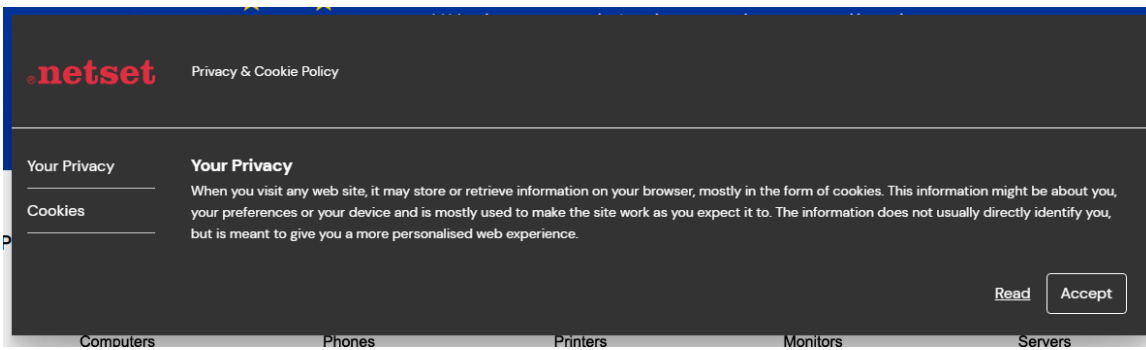 netset
Privacy & Cookie Policy
Your Privacy
Cookies
Your Privacy
When you visit any web site, it may store or retrieve information on your browser, mostly in the form of cookies. This information might be about you,
your preferences or your device and is mostly used to make the site work as you expect it to. The information does not usually directly identify you,
but is meant to give you a more personalised web experience.
Read
Accept
Computers
Phones
Printers
Monitors
Servers